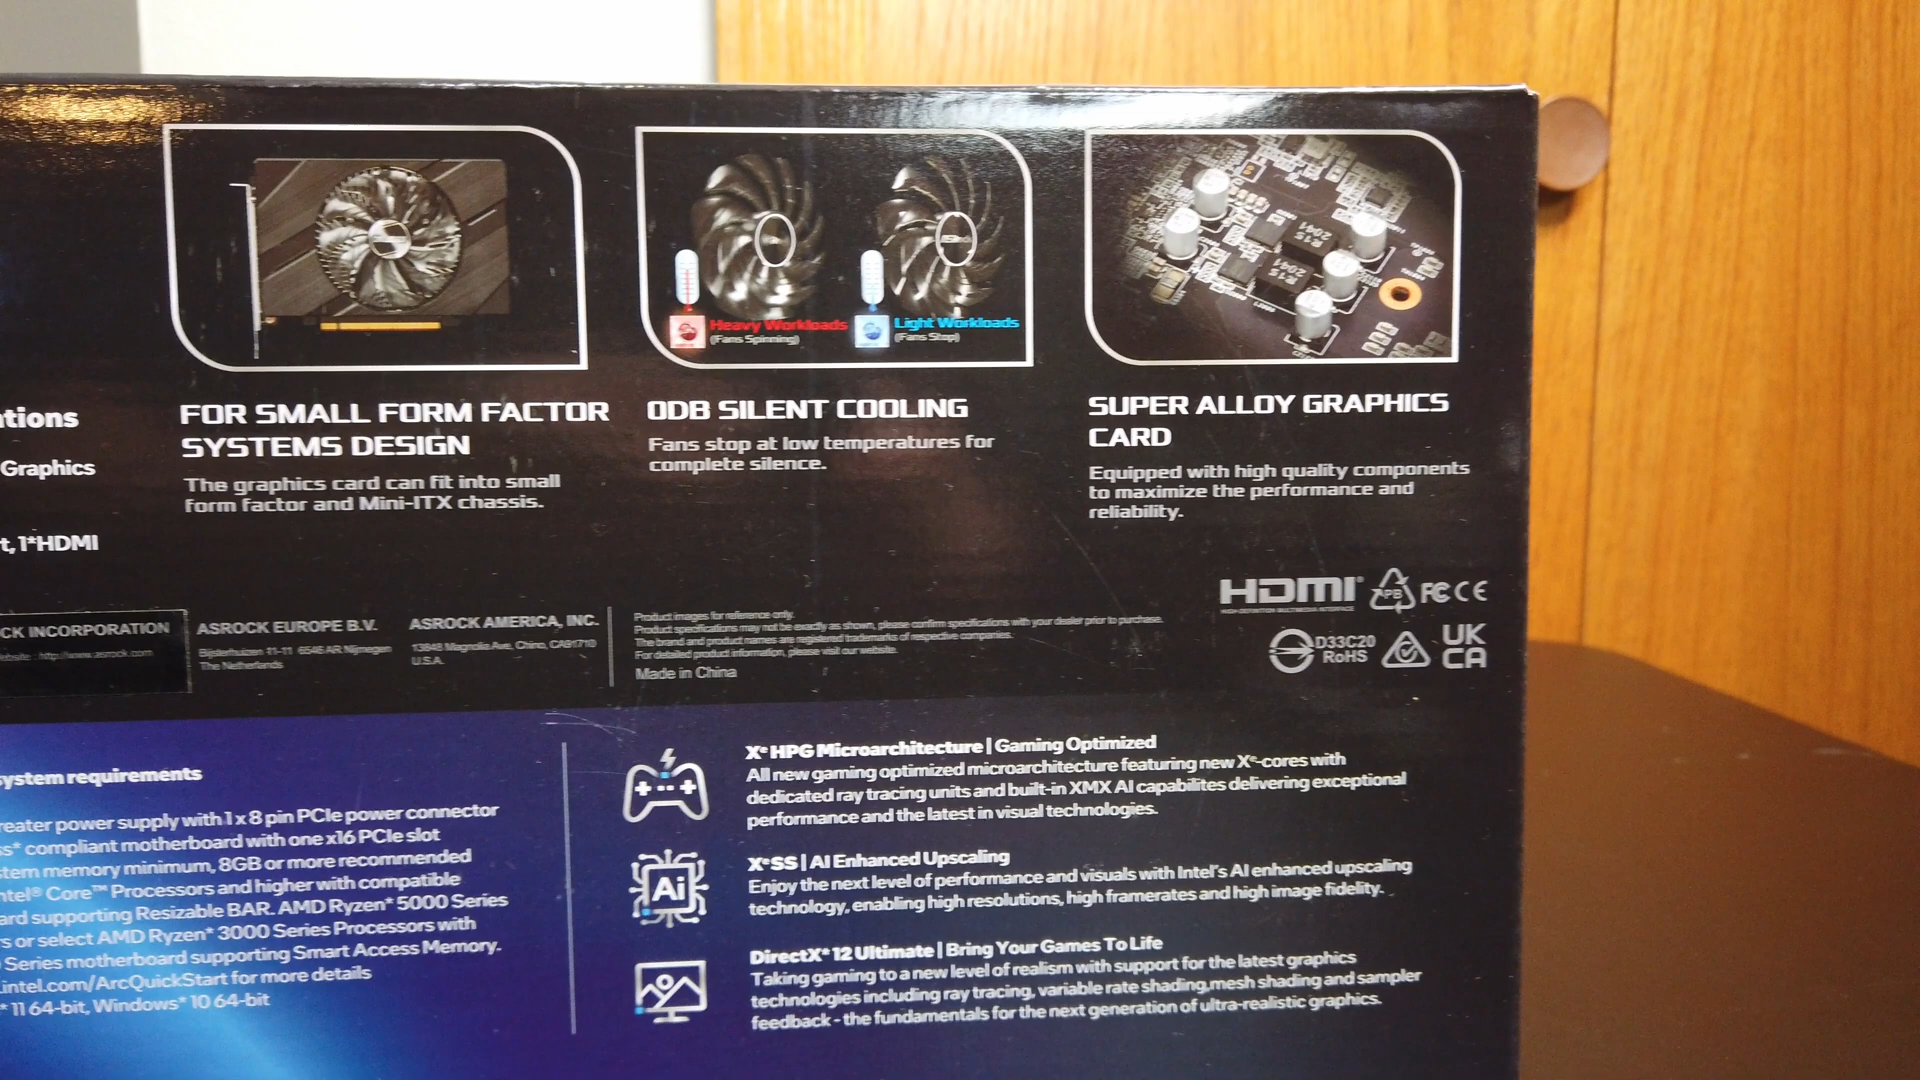 Heavy Workloads
(Fans Spinning)
Light Workloads
(Fans Stop)
R15
2041
R15
2041
ations
Graphics
t, 1*HDMI
FOR SMALL FORM FACTOR
SYSTEMS DESIGN
The graphics card can fit into small
form factor and Mini-ITX chassis.
0DB SILENT COOLING
Fans stop at low temperatures for
complete silence.
SUPER ALLOY GRAPHICS
CARD
Equipped with high quality components
to maximize the performance and
reliability.
CK INCORPORATION
ebsite : http://www.asrock.com
ASROCK EUROPE B.V.
Bijsterhuizen 11-11 6546 AR Nijmegen
The Netherlands
ASROCK AMERICA, INC.
13848 Magnolia Ave, Chino, CA91710
U.S.A.
Product images for reference only.
Product specifications may not be exactly as shown, please confirm specifications with your dealer prior to purchase.
The brand and product names are registered trademarks of respective companies.
For detailed product information, please visit our website.
Made in China
HDMI
HIGH-DEFINITION MULTIMEDIA INTERFACE
PB
FC CE
D33C20
RoHS
UK
CA
system requirements
reater power supply with 1 x 8 pin PCIe power connector
ss* compliant motherboard with one x16 PCIe slot
stem memory minimum, 8GB or more recommended
ntel® Core™ Processors and higher with compatible
ard supporting Resizable BAR. AMD Ryzen* 5000 Series
rs or select AMD Ryzen* 3000 Series Processors with
0 Series motherboard supporting Smart Access Memory.
.intel.com/ArcQuickStart for more details
* 11 64-bit, Windows* 10 64-bit
Xe HPG Microarchitecture | Gaming Optimized
All new gaming optimized microarchitecture featuring new Xe-cores with
dedicated ray tracing units and built-in XMX AI capabilites delivering exceptional
performance and the latest in visual technologies.
Ai
XeSS | AI Enhanced Upscaling
Enjoy the next level of performance and visuals with Intel's AI enhanced upscaling
technology, enabling high resolutions, high framerates and high image fidelity.
DirectX* 12 Ultimate | Bring Your Games To Life
Taking gaming to a new level of realism with support for the latest graphics
technologies including ray tracing, variable rate shading,mesh shading and sampler
feedback - the fundamentals for the next generation of ultra-realistic graphics.